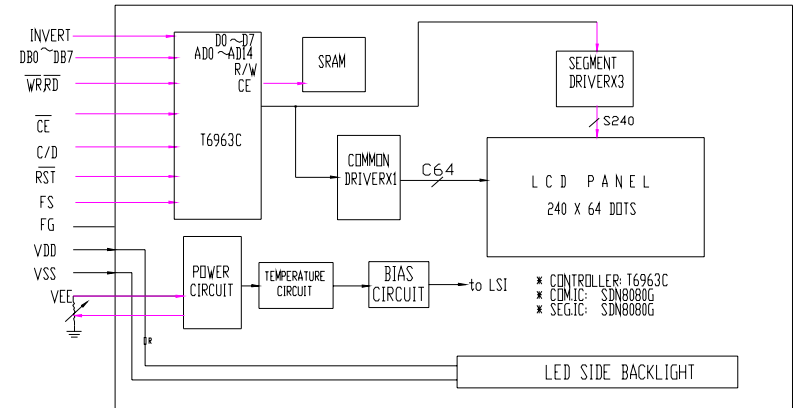 INVERT
DB0~DB7
WR,RD
CE
C/D
RST
FS
FG
VDD
VSS
VEE
D0~D7
AD0~AD14
R/W
CE
T6963C
SRAM
SEGMENT
DRIVERX3
S240
COMMON
DRIVERX1
C64
LCD PANEL
240 X 64 DOTS
POWER
CIRCUIT
TEMPERATURE
CIRCUIT
BIAS
CIRCUIT
to LSI
* CONTROLLER: T6963C
* COM.IC: SDN8080G
* SEG.IC: SDN8080G
LED SIDE BACKLIGHT